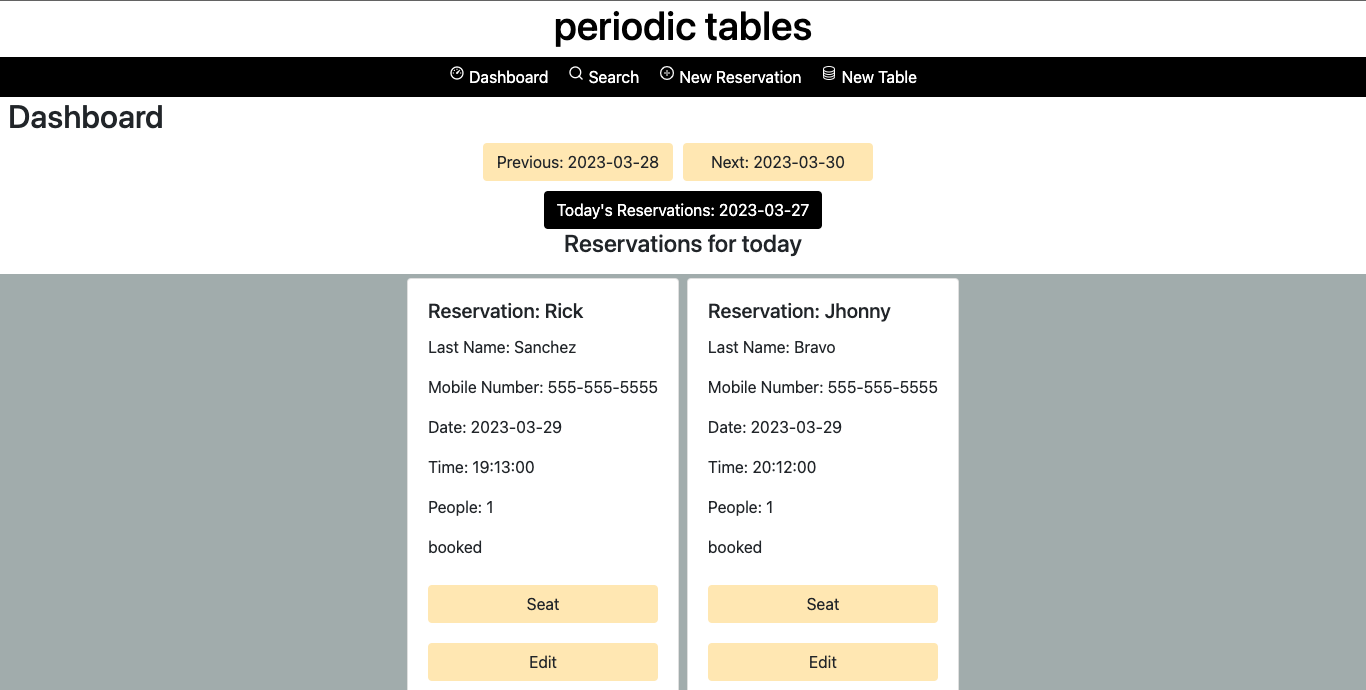 periodic tables
Dashboard Search New Reservation New Table
Dashboard
Previous: 2023-03-28 Next: 2023-03-30
Today's Reservations: 2023-03-27
Reservations for today
Reservation: Rick
Last Name: Sanchez
Mobile Number: 555-555-5555
Date: 2023-03-29
Time: 19:13:00
People: 1
booked
Seat
Edit
Reservation: Jhonny
Last Name: Bravo
Mobile Number: 555-555-5555
Date: 2023-03-29
Time: 20:12:00
People: 1
booked
Seat
Edit